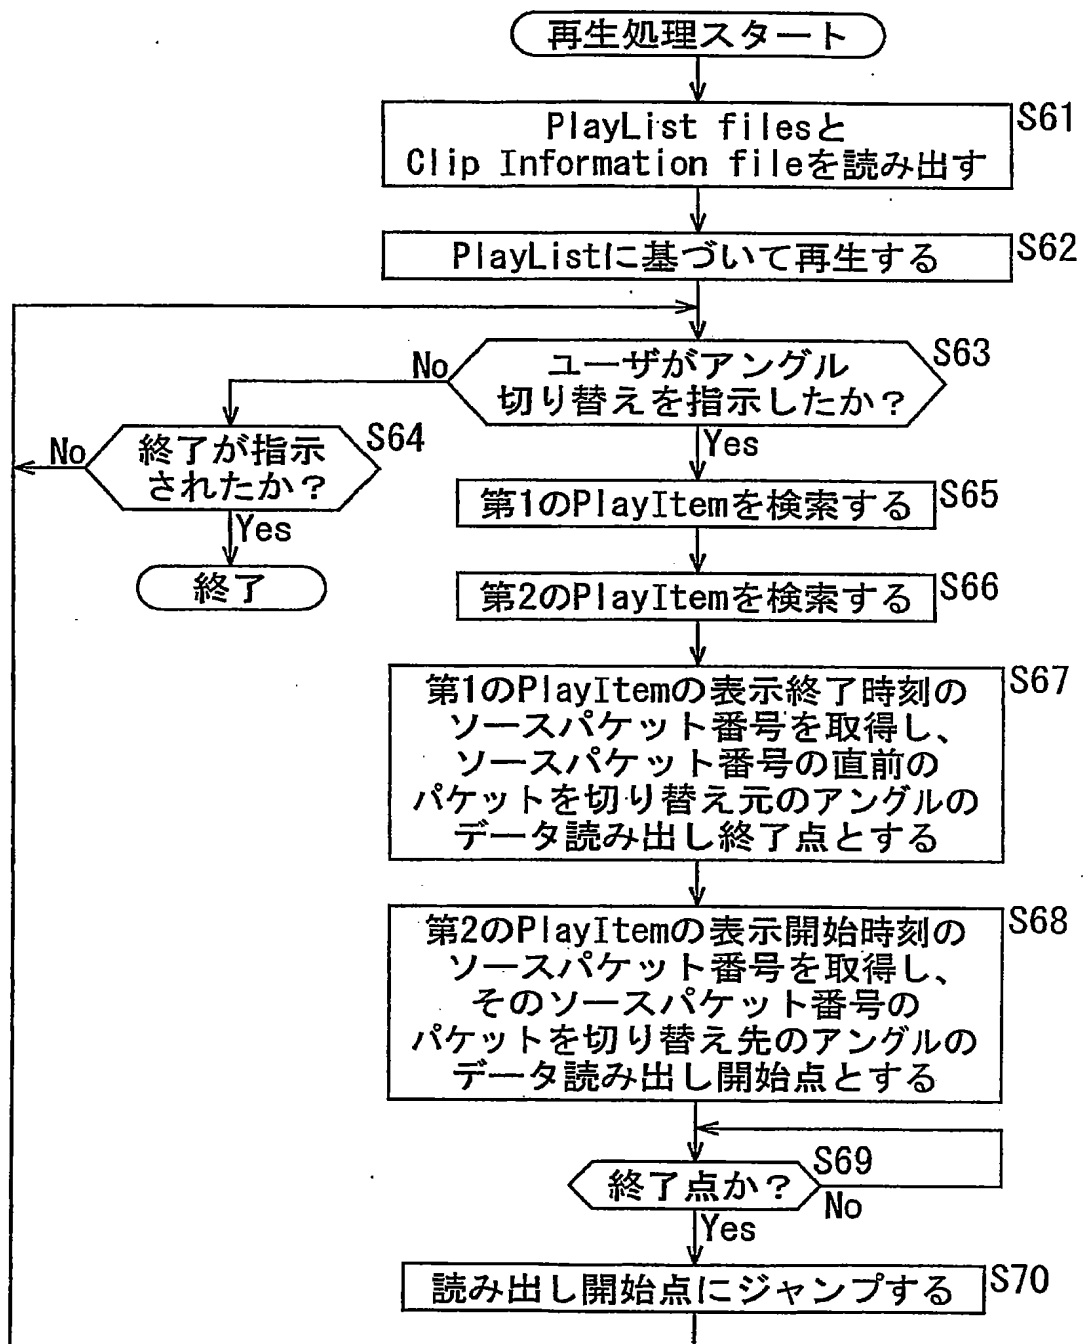 再生処理スタート
S61
PlayList filesと
Clip Information fileを読み出す
S62
PlayListに基づいて再生する
S63
ユーザがアングル
切り替えを指示したか?
No
Yes
S64
終了が指示
されたか?
No
Yes
終了
S65
第1のPlayItemを検索する
S66
第2のPlayItemを検索する
S67
第1のPlayItemの表示終了時刻の
ソースパケット番号を取得し、
ソースパケット番号の直前の
パケットを切り替え元のアングルの
データ読み出し終了点とする
S68
第2のPlayItemの表示開始時刻の
ソースパケット番号を取得し、
そのソースパケット番号の
パケットを切り替え先のアングルの
データ読み出し開始点とする
S69
終了点か?
No
Yes
S70
読み出し開始点にジャンプする